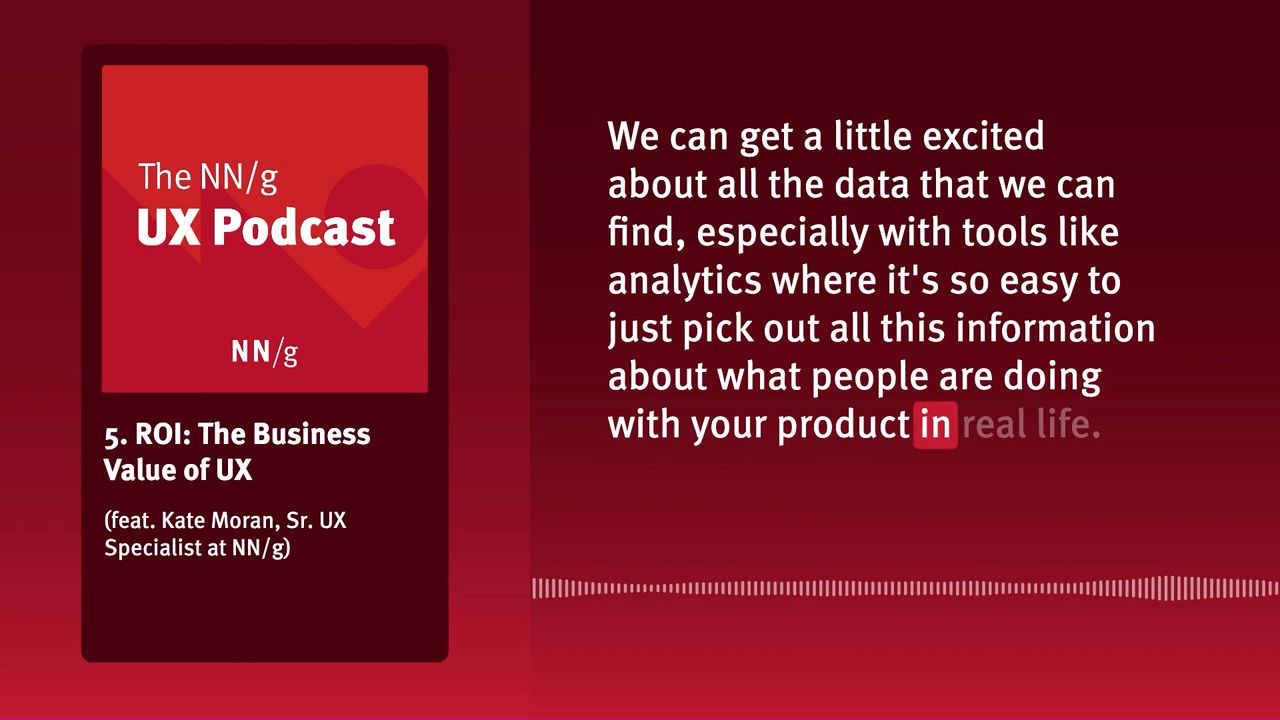 The NN/g
UX Podcast
NN/g
5. ROI: The Business
Value of UX
(feat. Kate Moran, Sr. UX
Specialist at NN/g)
We can get a little excited
about all the data that we can
find, especially with tools like
analytics where it's so easy to
just pick out all this information
about what people are doing
with your product in real life.